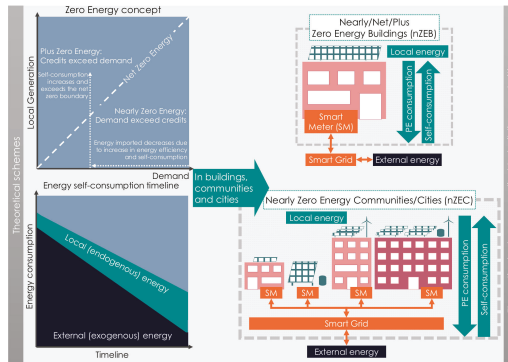 Theoretical schemes
Zero Energy concept
Local Generation
Plus Zero Energy:
Credits exceed demand
Self-consumption
increases and
exceeds the net
zero boundary
Net Zero Energy
Nearly Zero Energy:
Demand exceed credits
Energy imported decreases due
to increase in energy efficiency
and self-consumption
Demand
Energy self-consumption timeline
Energy consumption
Local (endogenous) energy
External (exogenous) energy
Timeline
In buildings,
communities
and cities
Nearly/Net/Plus
Zero Energy Buildings (nZEB)
Local energy
PE consumption
Self-consumption
Smart
Meter (SM)
Smart Grid
External energy
Nearly Zero Energy Communities/Cities (nZEC)
Local energy
PE consumption
Self-consumption
SM
SM
SM
SM
Smart Grid
External energy